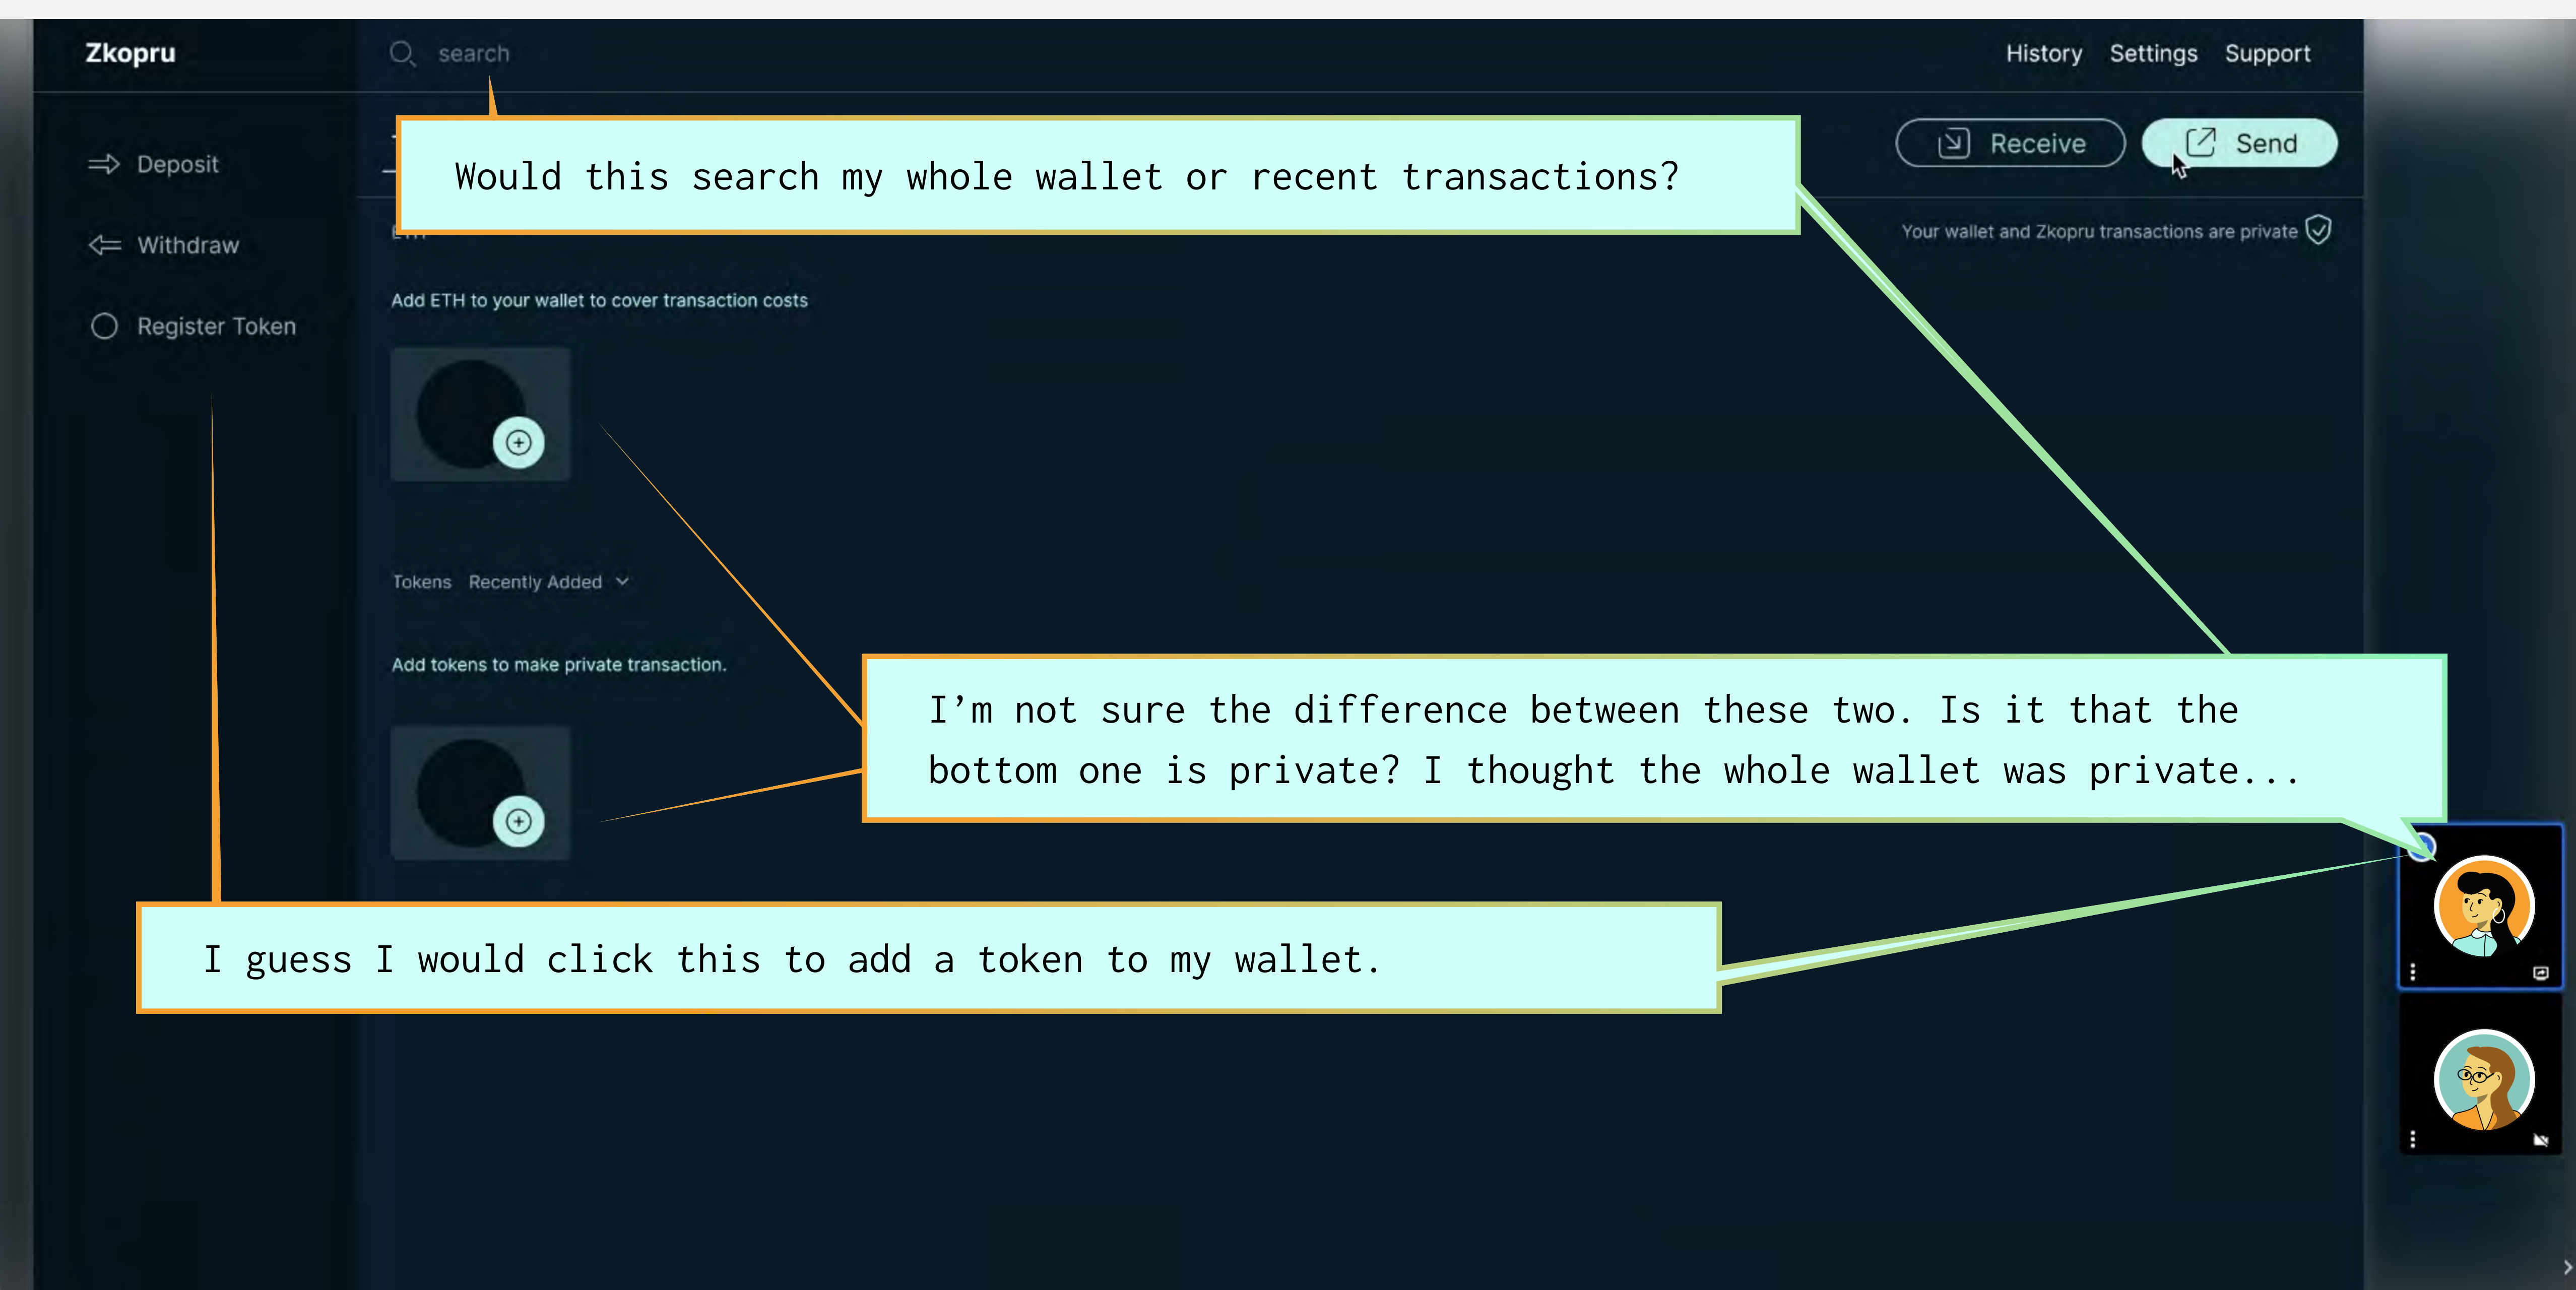 Zkopru
search
History Settings Support
Deposit
Withdraw
Register Token
Would this search my whole wallet or recent transactions?
Receive
Send
Your wallet and Zkopru transactions are private
Add ETH to your wallet to cover transaction costs
Tokens Recently Added
Add tokens to make private transaction.
I’m not sure the difference between these two. Is it that the
bottom one is private? I thought the whole wallet was private...
I guess I would click this to add a token to my wallet.